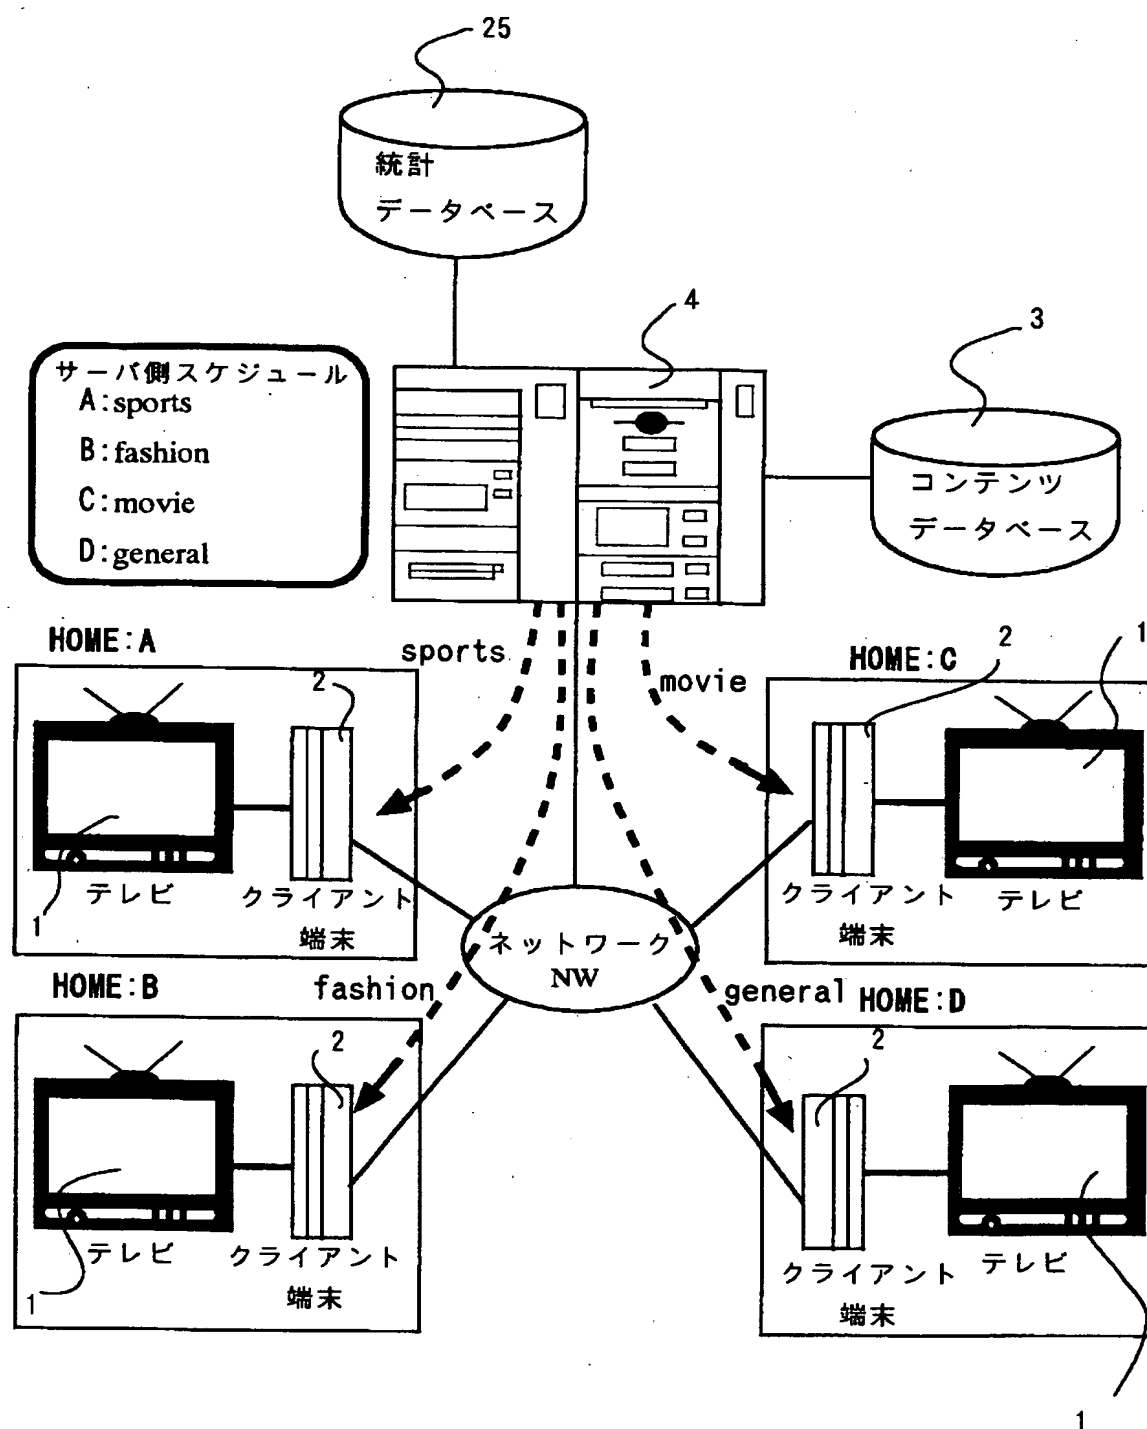 25
統計
データベース
4
3
サーバ側スケジュール
A:sports
B:fashion
C:movie
D:general
コンテンツ
データベース
HOME:A
sports
2
テレビ
クライアント
端末
1
movie
HOME:C
2
1
クライアント
端末
テレビ
ネットワーク
NW
HOME:B
fashion
2
テレビ
クライアント
端末
1
general
HOME:D
2
クライアント
端末
テレビ
1